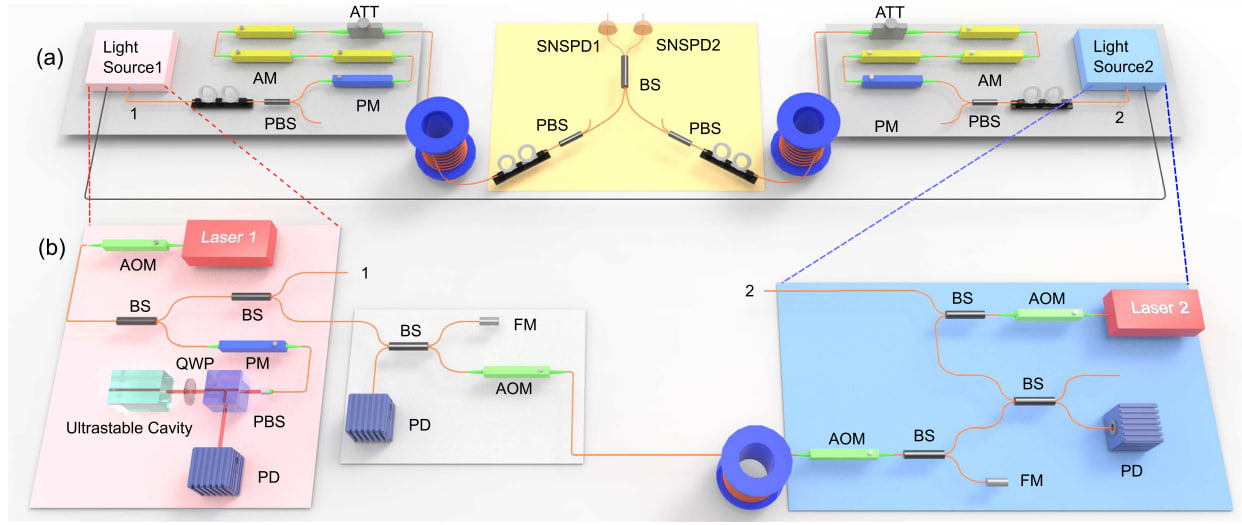 (a)
Light
Source1
1
ATT
AM
PM
PBS
SNSPD1
SNSPD2
BS
PBS
PBS
ATT
AM
PM
PBS
Light
Source2
2
(b)
Laser 1
AOM
BS
BS
1
QWP
PM
PBS
Ultrastable Cavity
PD
BS
FM
AOM
PD
2
BS
AOM
Laser 2
BS
AOM
BS
FM
PD